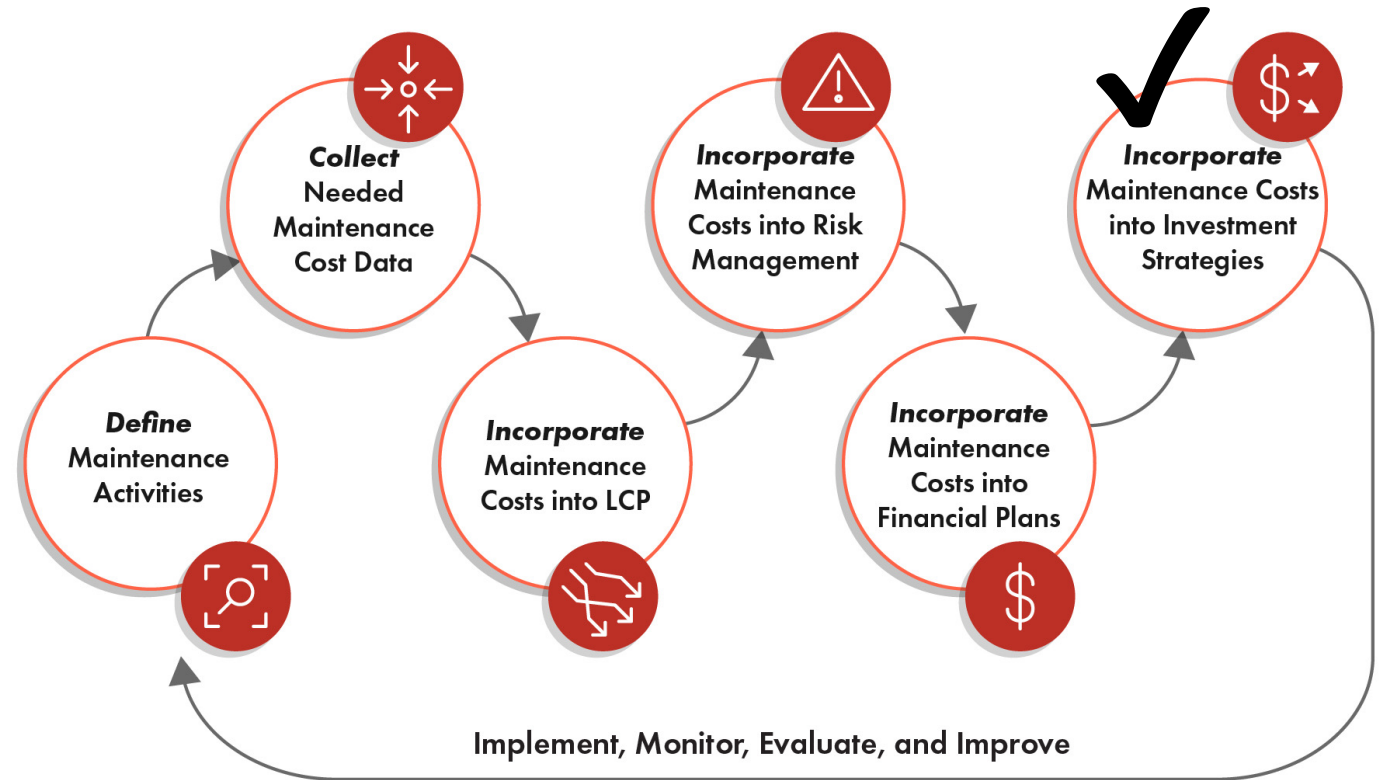 Define
Maintenance
Activities
Collect
Needed
Maintenance
Cost Data
Incorporate
Maintenance
Costs into LCP
Incorporate
Maintenance
Costs into Risk
Management
Incorporate
Maintenance
Costs into
Financial Plans
$
Incorporate
Maintenance Costs
into Investment
Strategies
$
Implement, Monitor, Evaluate, and Improve